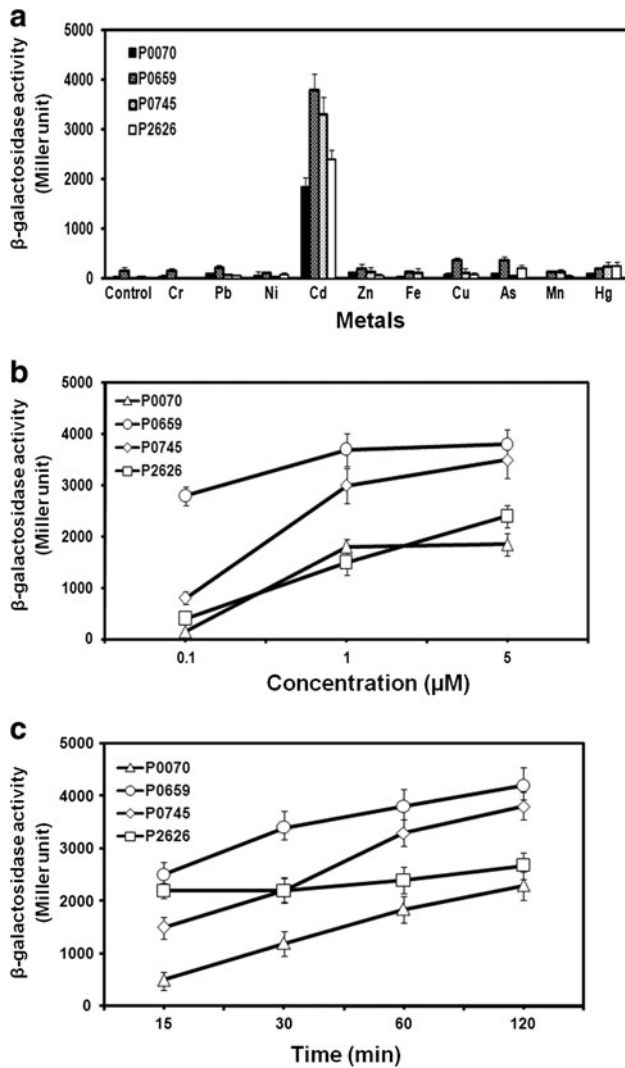 a
β-galactosidase activity
(Miller unit)
5000
4000
3000
2000
1000
0
P0070
P0659
P0745
P2626
Control Cr Pb Ni Cd Zn Fe Cu As Mn Hg
Metals
b
β-galactosidase activity
(Miller unit)
5000
4000
3000
2000
1000
0
P0070
P0659
P0745
P2626
0.1 1 5
Concentration (µM)
c
β-galactosidase activity
(Miller unit)
5000
4000
3000
2000
1000
0
P0070
P0659
P0745
P2626
15 30 60 120
Time (min)